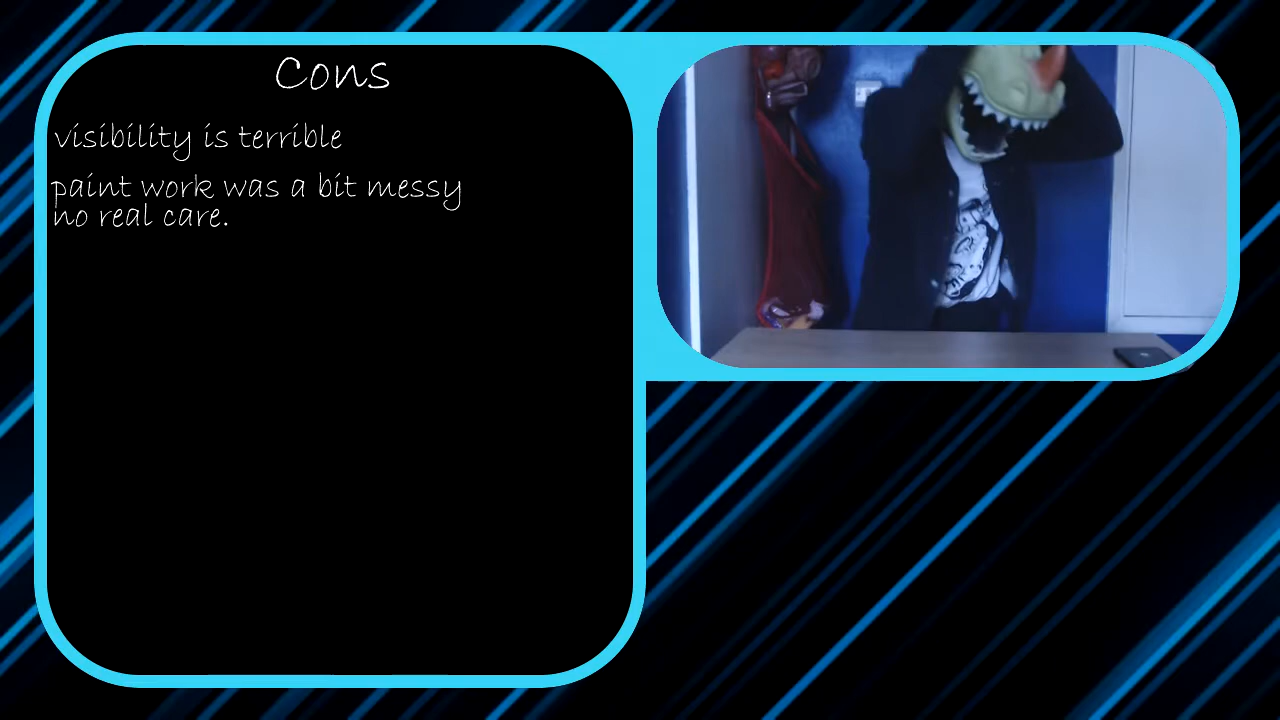 Cons
visibility is terrible
paint work was a bit messy
no real care.